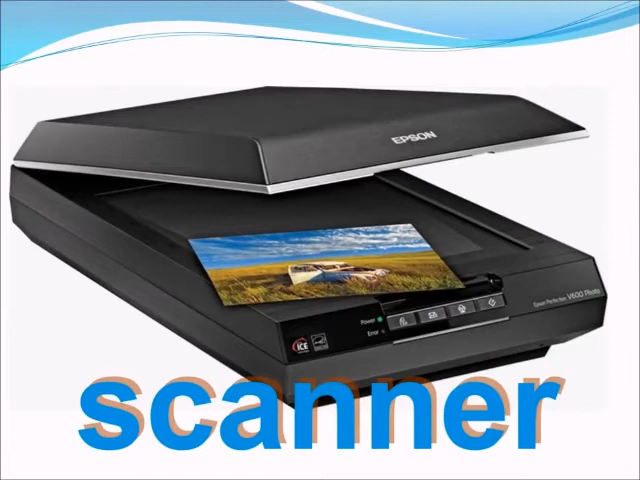 EPSON
Epson Perfection V600 Photo
Power
Error
ICE
scanner